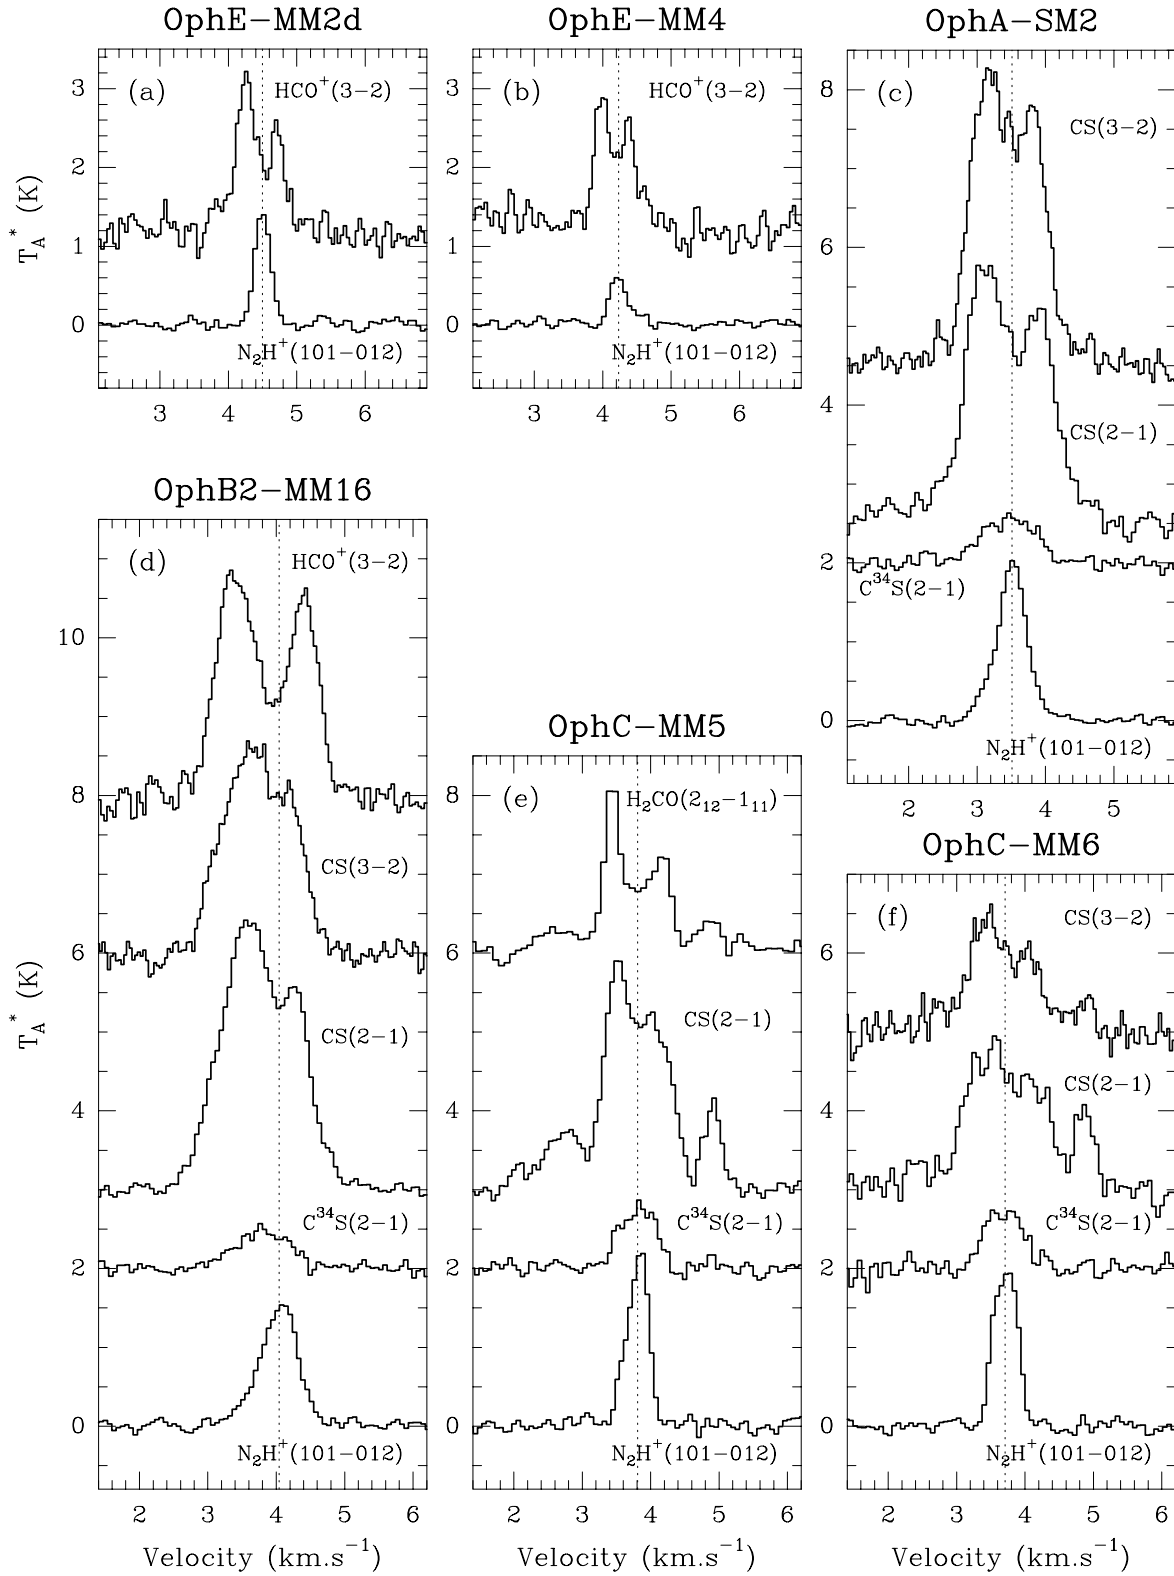 OphE-MM2d
OphE-MM4
OphA-SM2
(a)
HCO⁺(3-2)
N₂H⁺(101-012)
3
2
1
0
3
4
5
6
T_A^* (K)
(b)
HCO⁺(3-2)
N₂H⁺(101-012)
3
2
1
0
3
4
5
6
(c)
CS(3-2)
CS(2-1)
C³⁴S(2-1)
N₂H⁺(101-012)
8
6
4
2
0
2
3
4
5
OphB2-MM16
(d)
HCO⁺(3-2)
CS(3-2)
CS(2-1)
C³⁴S(2-1)
N₂H⁺(101-012)
10
8
6
4
2
0
2
3
4
5
6
T_A^* (K)
Velocity (km.s⁻¹)
OphC-MM5
(e)
H₂CO(2₁₂-1₁₁)
CS(2-1)
C³⁴S(2-1)
N₂H⁺(101-012)
8
6
4
2
0
2
3
4
5
6
Velocity (km.s⁻¹)
OphC-MM6
(f)
CS(3-2)
CS(2-1)
C³⁴S(2-1)
N₂H⁺(101-012)
6
4
2
0
2
3
4
5
6
Velocity (km.s⁻¹)